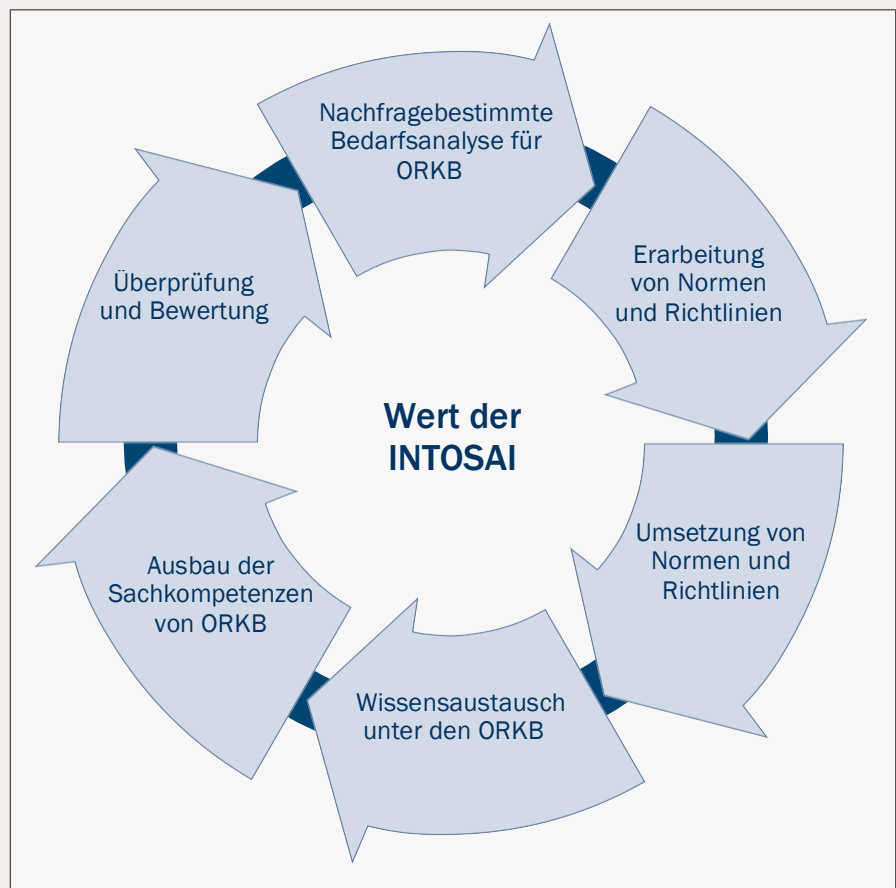 Nachfragebestimmte
Bedarfsanalyse für
ORKB
Erarbeitung
von Normen
und Richtlinien
Umsetzung von
Normen und
Richtlinien
Wissensaustausch
unter den ORKB
Ausbau der
Sachkompetenzen
von ORKB
Überprüfung
und Bewertung
Wert der
INTOSAI